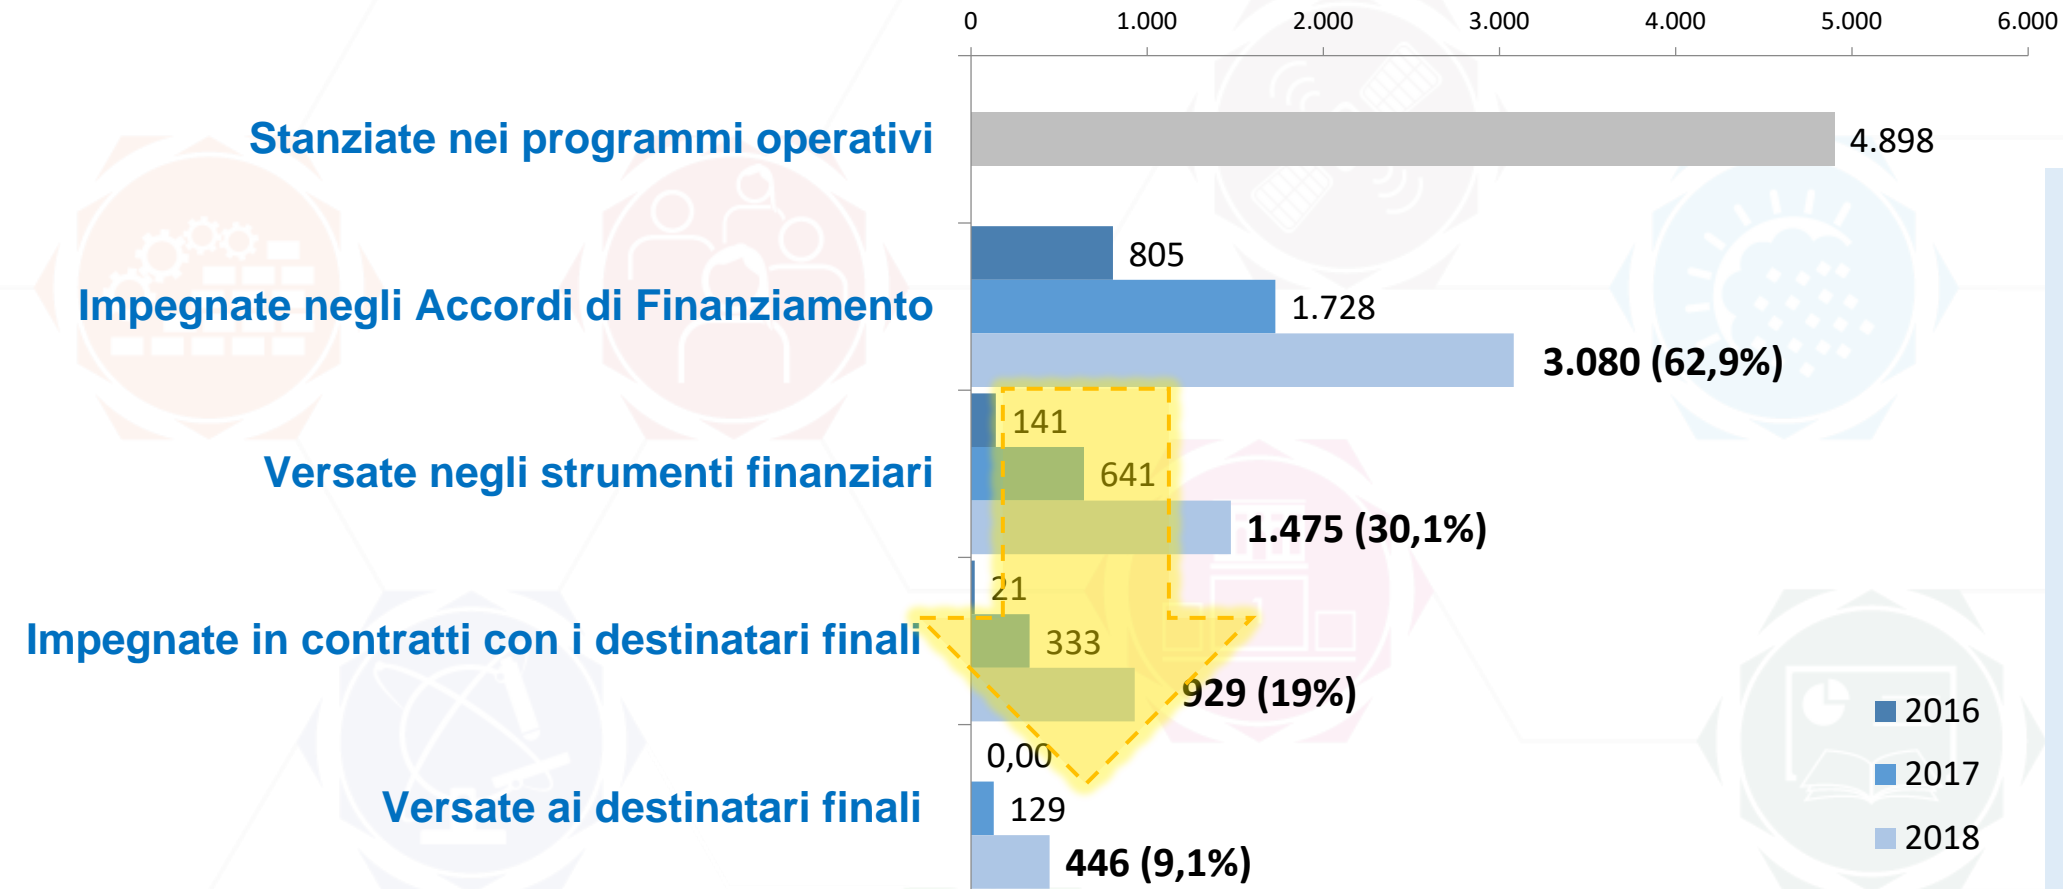 0 1.000 2.000 3.000 4.000 5.000 6.000
Stanziate nei programmi operativi
4.898
Impegnate negli Accordi di Finanziamento
805
1.728
3.080 (62,9%)
Versate negli strumenti finanziari
141
641
1.475 (30,1%)
Impegnate in contratti con i destinatari finali
21
333
929 (19%)
Versate ai destinatari finali
0,00
129
446 (9,1%)
2016
2017
2018